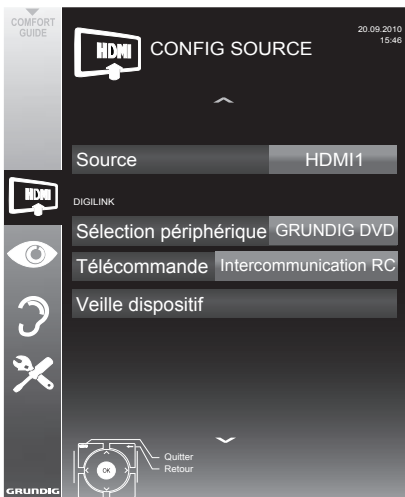 COMFORT
GUIDE
HDMI
CONFIG SOURCE
20.09.2010
15:46
Source
HDMI1
HDMI
DIGILINK
Sélection périphérique
GRUNDIG DVD
Télécommande
Intercommunication RC
Veille dispositif
Quitter
Retour
OK
GRUNDIG